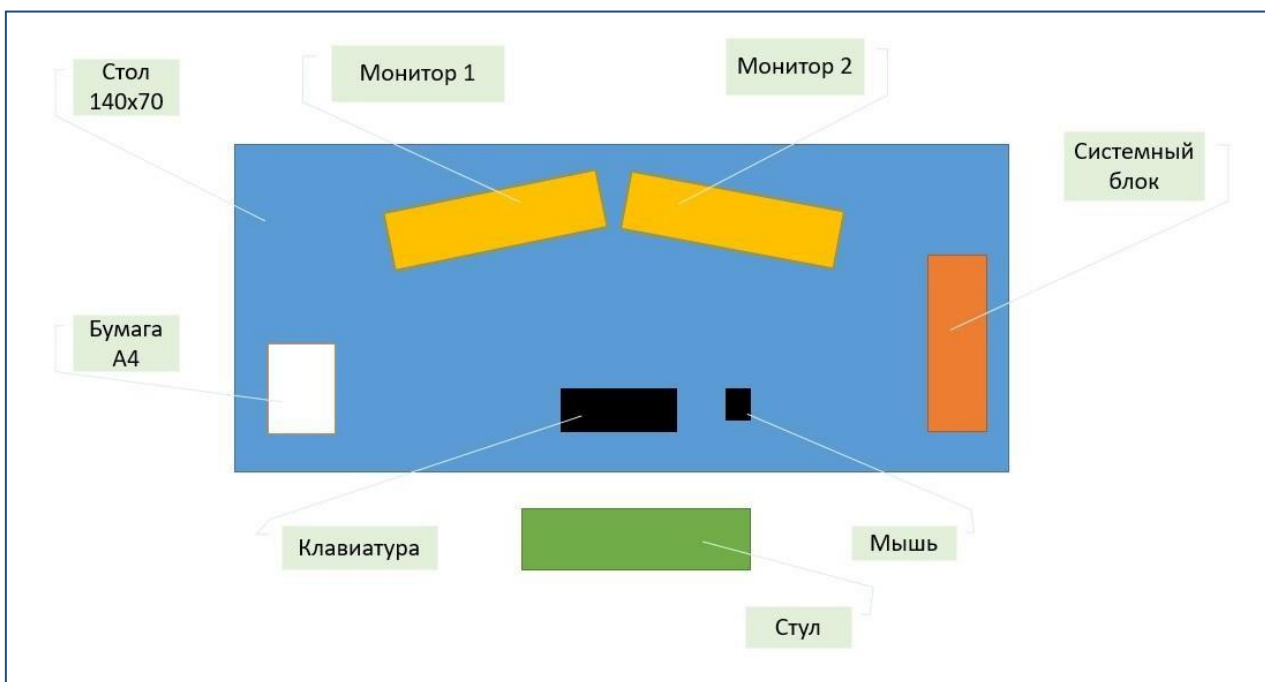 Стол
140х70
Монитор 1
Монитор 2
Системный
блок
Бумага
А4
Клавиатура
Мышь
Стул